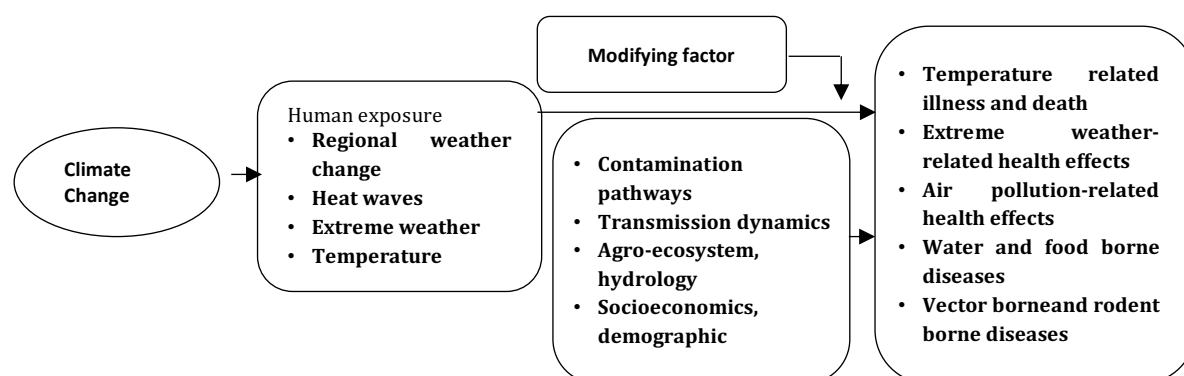 Climate
Change
Human exposure
• Regional weather
change
• Heat waves
• Extreme weather
• Temperature
Modifying factor
• Contamination
pathways
• Transmission dynamics
• Agro-ecosystem,
hydrology
• Socioeconomics,
demographic
• Temperature related
illness and death
• Extreme weather-
related health effects
• Air pollution-related
health effects
• Water and food borne
diseases
• Vector borneand rodent
borne diseases